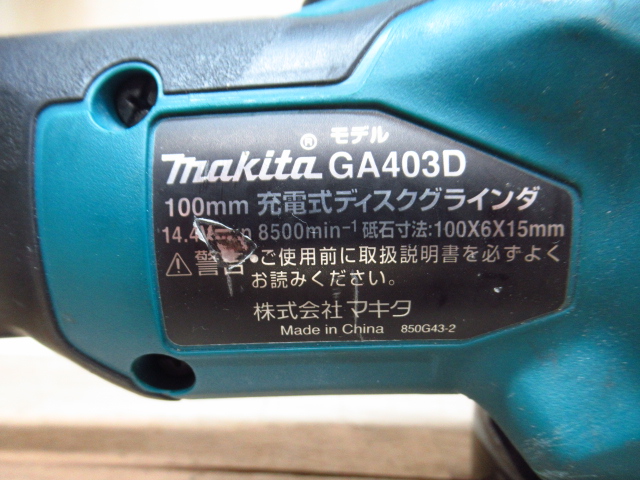 モデル
makita® GA403D
100mm 充電式ディスクグラインダ
14.4V 8500min⁻¹ 砥石寸法:100X6X15mm
⚠警告•ご使用前に取扱説明書を必ずよく
お読みください。
株式会社マキタ
Made in China 850G43-2